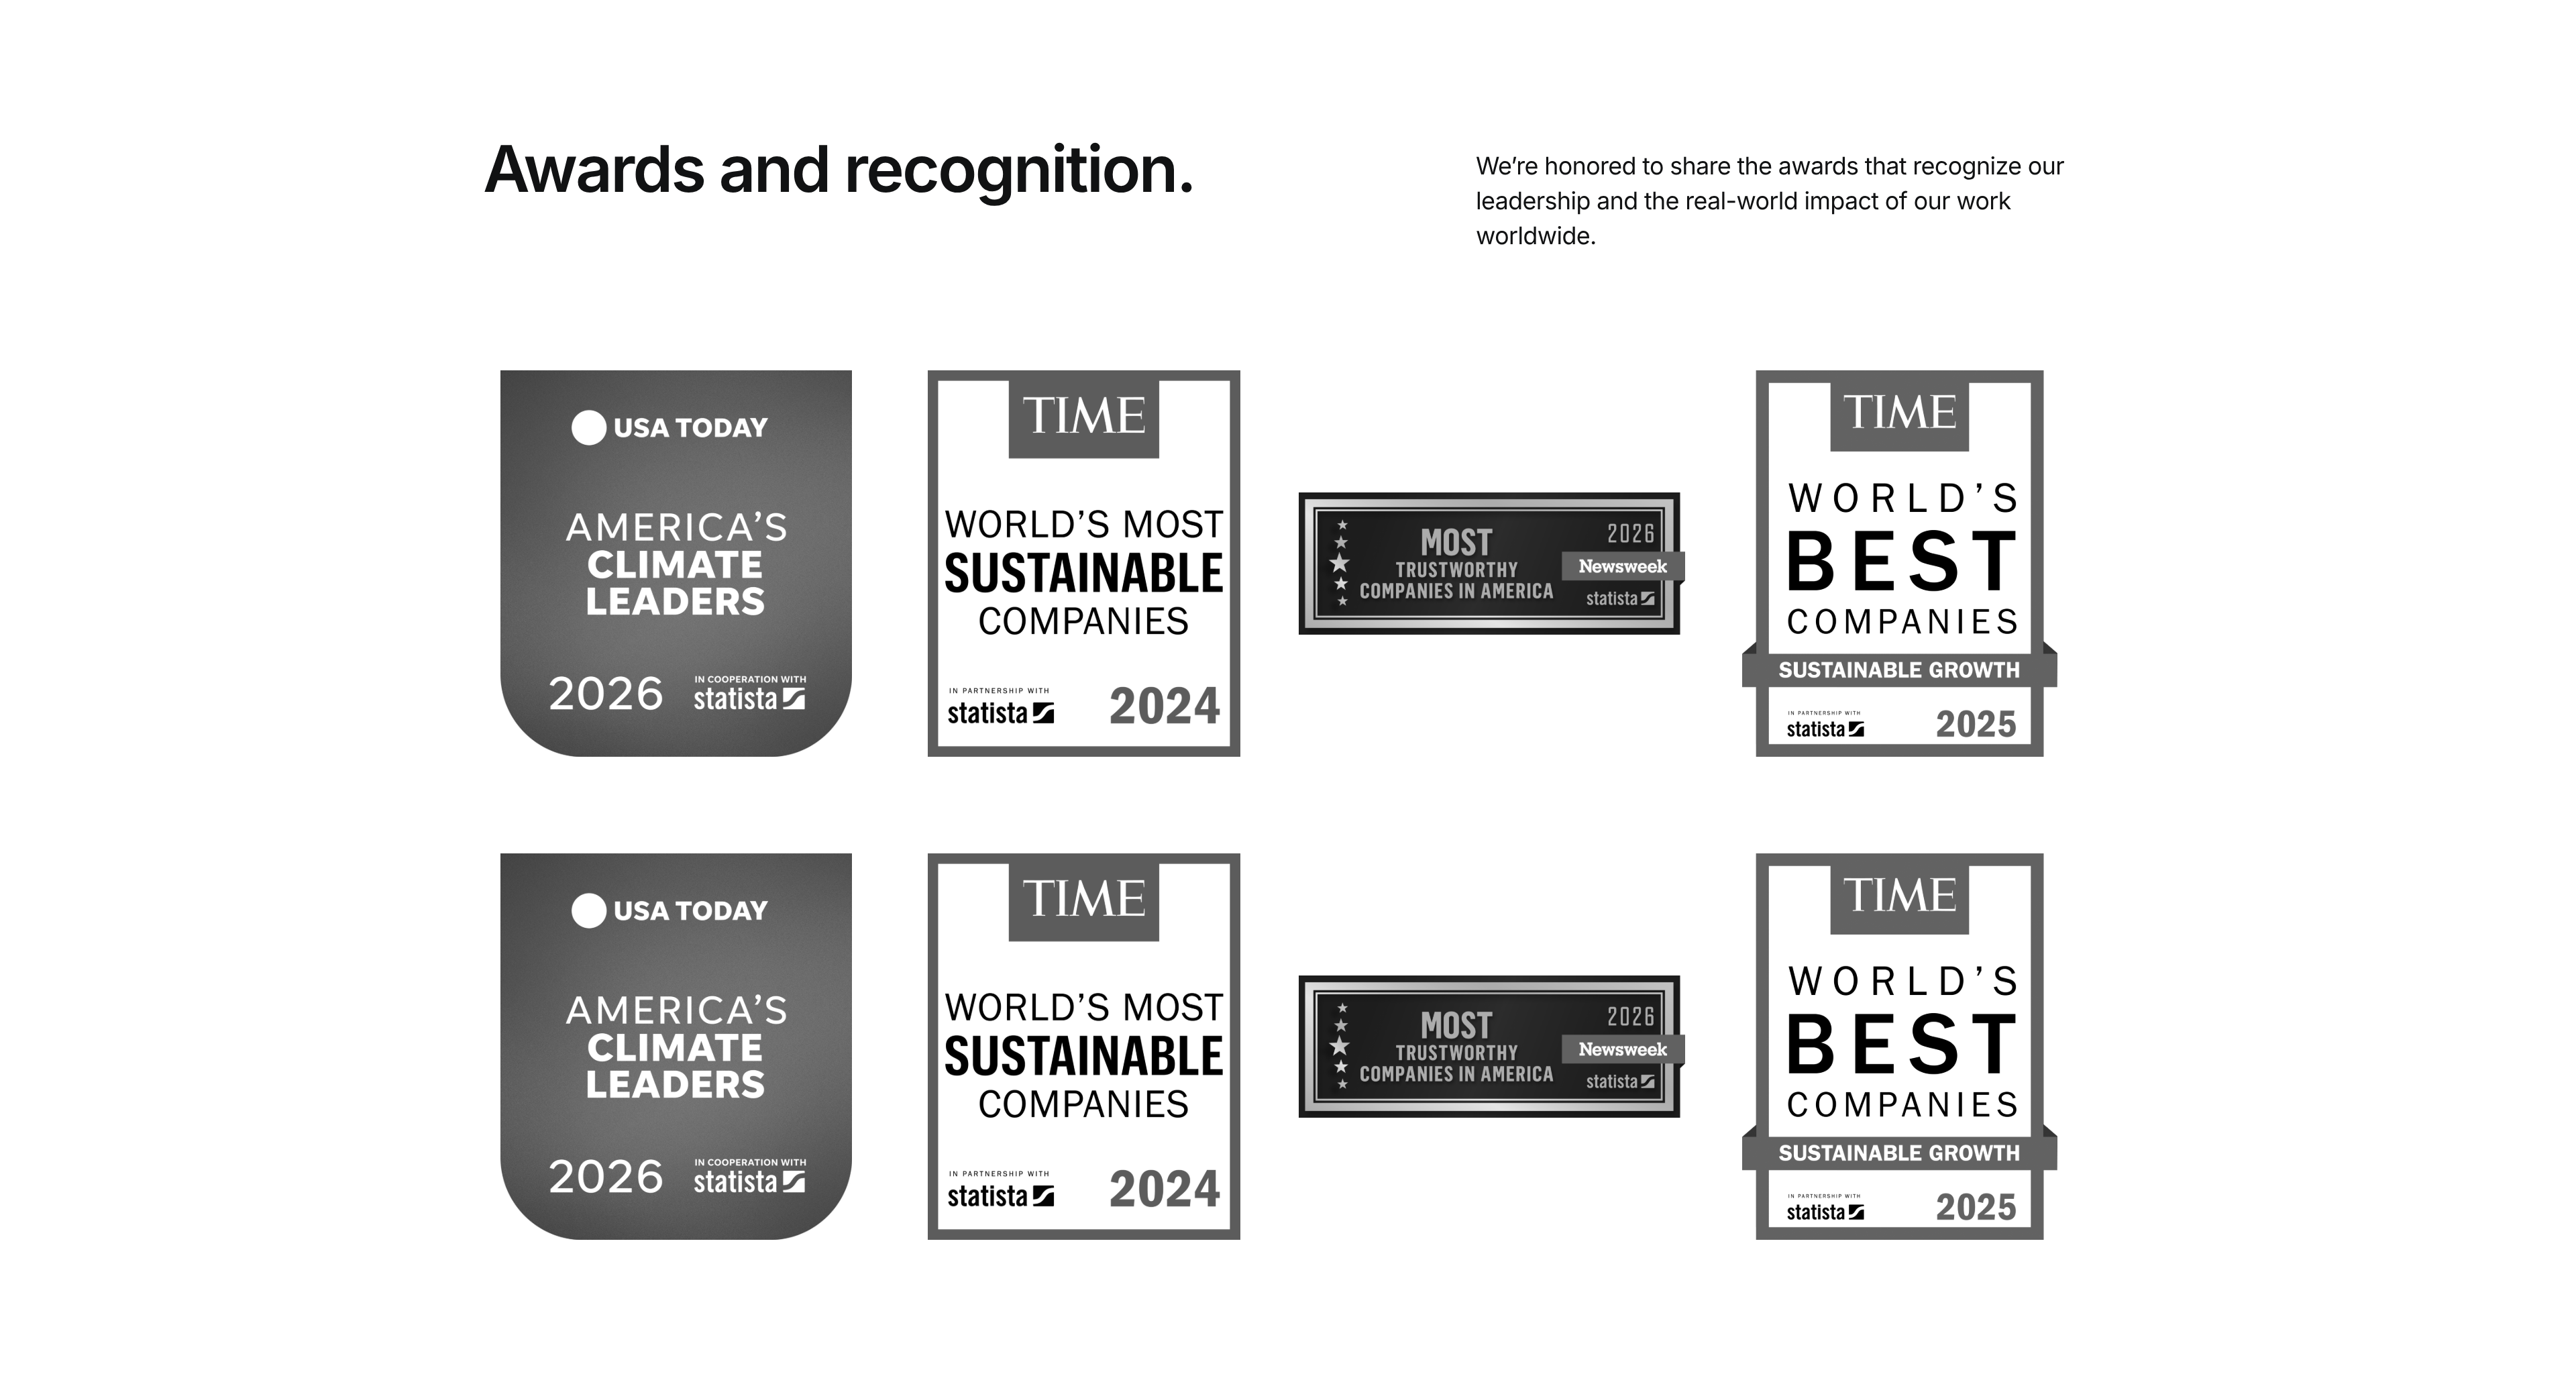 Awards and recognition.
We're honored to share the awards that recognize our
leadership and the real-world impact of our work
worldwide.
USA TODAY
AMERICA'S
CLIMATE
LEADERS
2026
IN COOPERATION WITH
statista
TIME
WORLD'S MOST
SUSTAINABLE
COMPANIES
IN PARTNERSHIP WITH
statista
2024
MOST
TRUSTWORTHY
COMPANIES IN AMERICA
2026
Newsweek
statista
TIME
WORLD'S
BEST
COMPANIES
SUSTAINABLE GROWTH
IN PARTNERSHIP WITH
statista
2025
USA TODAY
AMERICA'S
CLIMATE
LEADERS
2026
IN COOPERATION WITH
statista
TIME
WORLD'S MOST
SUSTAINABLE
COMPANIES
IN PARTNERSHIP WITH
statista
2024
MOST
TRUSTWORTHY
COMPANIES IN AMERICA
2026
Newsweek
statista
TIME
WORLD'S
BEST
COMPANIES
SUSTAINABLE GROWTH
IN PARTNERSHIP WITH
statista
2025